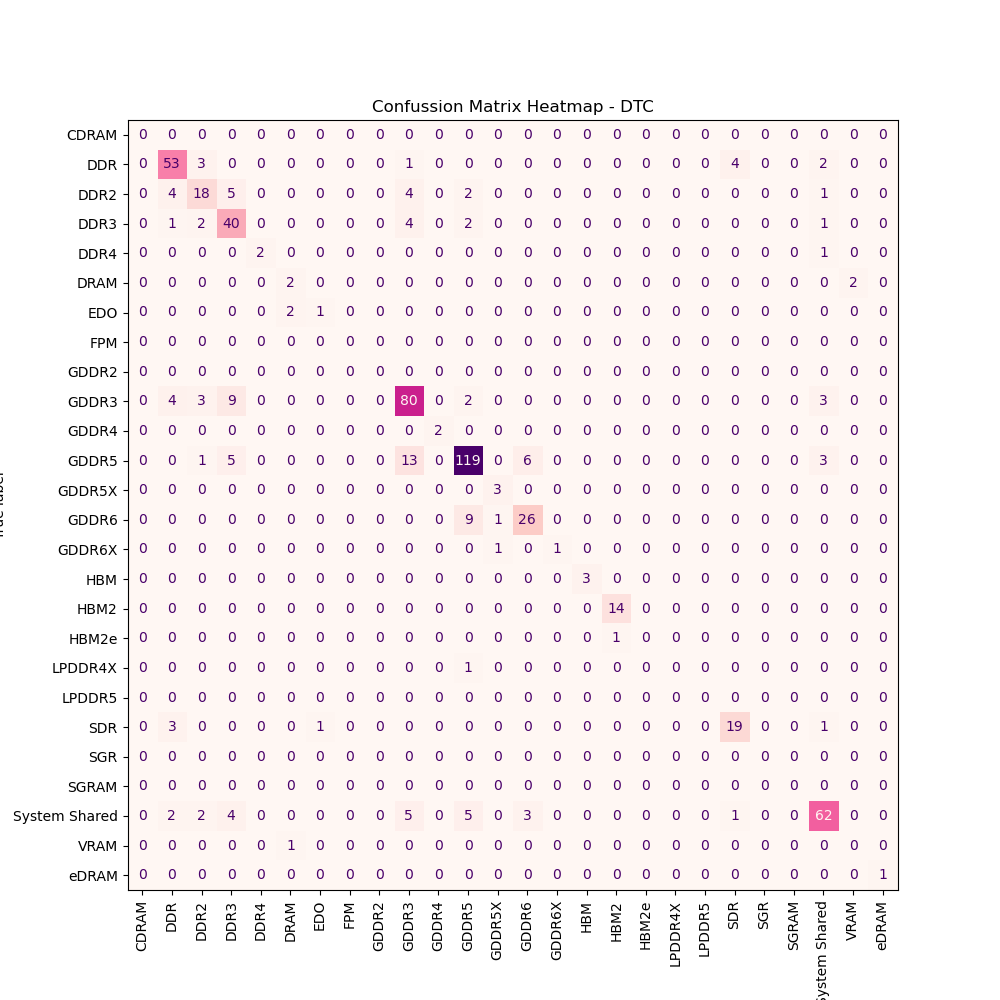 Confussion Matrix Heatmap - DTC
CDRAM 0 0 0 0 0 0 0 0 0 0 0 0 0 0 0 0 0 0 0 0 0 0 0 0 0 0
DDR 0 53 3 0 0 0 0 0 0 1 0 0 0 0 0 0 0 0 0 0 4 0 0 2 0 0
DDR2 0 4 18 5 0 0 0 0 0 4 0 2 0 0 0 0 0 0 0 0 0 0 0 1 0 0
DDR3 0 1 2 40 0 0 0 0 0 4 0 2 0 0 0 0 0 0 0 0 0 0 0 1 0 0
DDR4 0 0 0 0 2 0 0 0 0 0 0 0 0 0 0 0 0 0 0 0 0 0 0 1 0 0
DRAM 0 0 0 0 0 2 0 0 0 0 0 0 0 0 0 0 0 0 0 0 0 0 0 0 2 0
EDO 0 0 0 0 0 2 1 0 0 0 0 0 0 0 0 0 0 0 0 0 0 0 0 0 0 0
FPM 0 0 0 0 0 0 0 0 0 0 0 0 0 0 0 0 0 0 0 0 0 0 0 0 0 0
GDDR2 0 0 0 0 0 0 0 0 0 0 0 0 0 0 0 0 0 0 0 0 0 0 0 0 0 0
GDDR3 0 4 3 9 0 0 0 0 0 80 0 2 0 0 0 0 0 0 0 0 0 0 0 3 0 0
GDDR4 0 0 0 0 0 0 0 0 0 0 2 0 0 0 0 0 0 0 0 0 0 0 0 0 0 0
GDDR5 0 0 1 5 0 0 0 0 0 13 0 119 0 6 0 0 0 0 0 0 0 0 0 3 0 0
GDDR5X 0 0 0 0 0 0 0 0 0 0 0 0 3 0 0 0 0 0 0 0 0 0 0 0 0 0
GDDR6 0 0 0 0 0 0 0 0 0 0 0 9 1 26 0 0 0 0 0 0 0 0 0 0 0 0
GDDR6X 0 0 0 0 0 0 0 0 0 0 0 0 1 0 1 0 0 0 0 0 0 0 0 0 0 0
HBM 0 0 0 0 0 0 0 0 0 0 0 0 0 0 0 3 0 0 0 0 0 0 0 0 0 0
HBM2 0 0 0 0 0 0 0 0 0 0 0 0 0 0 0 0 14 0 0 0 0 0 0 0 0 0
HBM2e 0 0 0 0 0 0 0 0 0 0 0 0 0 0 0 0 1 0 0 0 0 0 0 0 0 0
LPDDR4X 0 0 0 0 0 0 0 0 0 0 0 1 0 0 0 0 0 0 0 0 0 0 0 0 0 0
LPDDR5 0 0 0 0 0 0 0 0 0 0 0 0 0 0 0 0 0 0 0 0 0 0 0 0 0 0
SDR 0 3 0 0 0 0 1 0 0 0 0 0 0 0 0 0 0 0 0 0 19 0 0 1 0 0
SGR 0 0 0 0 0 0 0 0 0 0 0 0 0 0 0 0 0 0 0 0 0 0 0 0 0 0
SGRAM 0 0 0 0 0 0 0 0 0 0 0 0 0 0 0 0 0 0 0 0 0 0 0 0 0 0
System Shared 0 2 2 4 0 0 0 0 0 5 0 5 0 3 0 0 0 0 0 0 1 0 0 62 0 0
VRAM 0 0 0 0 0 1 0 0 0 0 0 0 0 0 0 0 0 0 0 0 0 0 0 0 0 0
eDRAM 0 0 0 0 0 0 0 0 0 0 0 0 0 0 0 0 0 0 0 0 0 0 0 0 0 1
CDRAM DDR DDR2 DDR3 DDR4 DRAM EDO FPM GDDR2 GDDR3 GDDR4 GDDR5 GDDR5X GDDR6 GDDR6X HBM HBM2 HBM2e LPDDR4X LPDDR5 SDR SGR SGRAM System Shared VRAM eDRAM